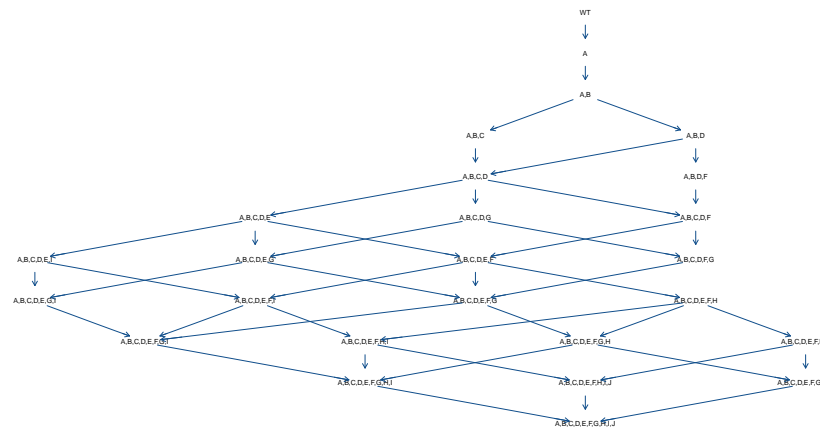 WT
A
A,B
A,B,C
A,B,D
A,B,C,D
A,B,D,F
A,B,C,D,E
A,B,C,D,G
A,B,C,D,F
A,B,C,D,E,I
A,B,C,D,E,G
A,B,C,D,E,F
A,B,C,D,F,G
A,B,C,D,E,G,I
A,B,C,D,E,F,I
A,B,C,D,E,F,G
A,B,C,D,E,F,H
A,B,C,D,E,F,G,I
A,B,C,D,E,F,H,I
A,B,C,D,E,F,G,H
A,B,C,D,E,F,
A,B,C,D,E,F,G,H,I
A,B,C,D,E,F,H,I,J
A,B,C,D,E,F,G
A,B,C,D,E,F,G,H,I,J